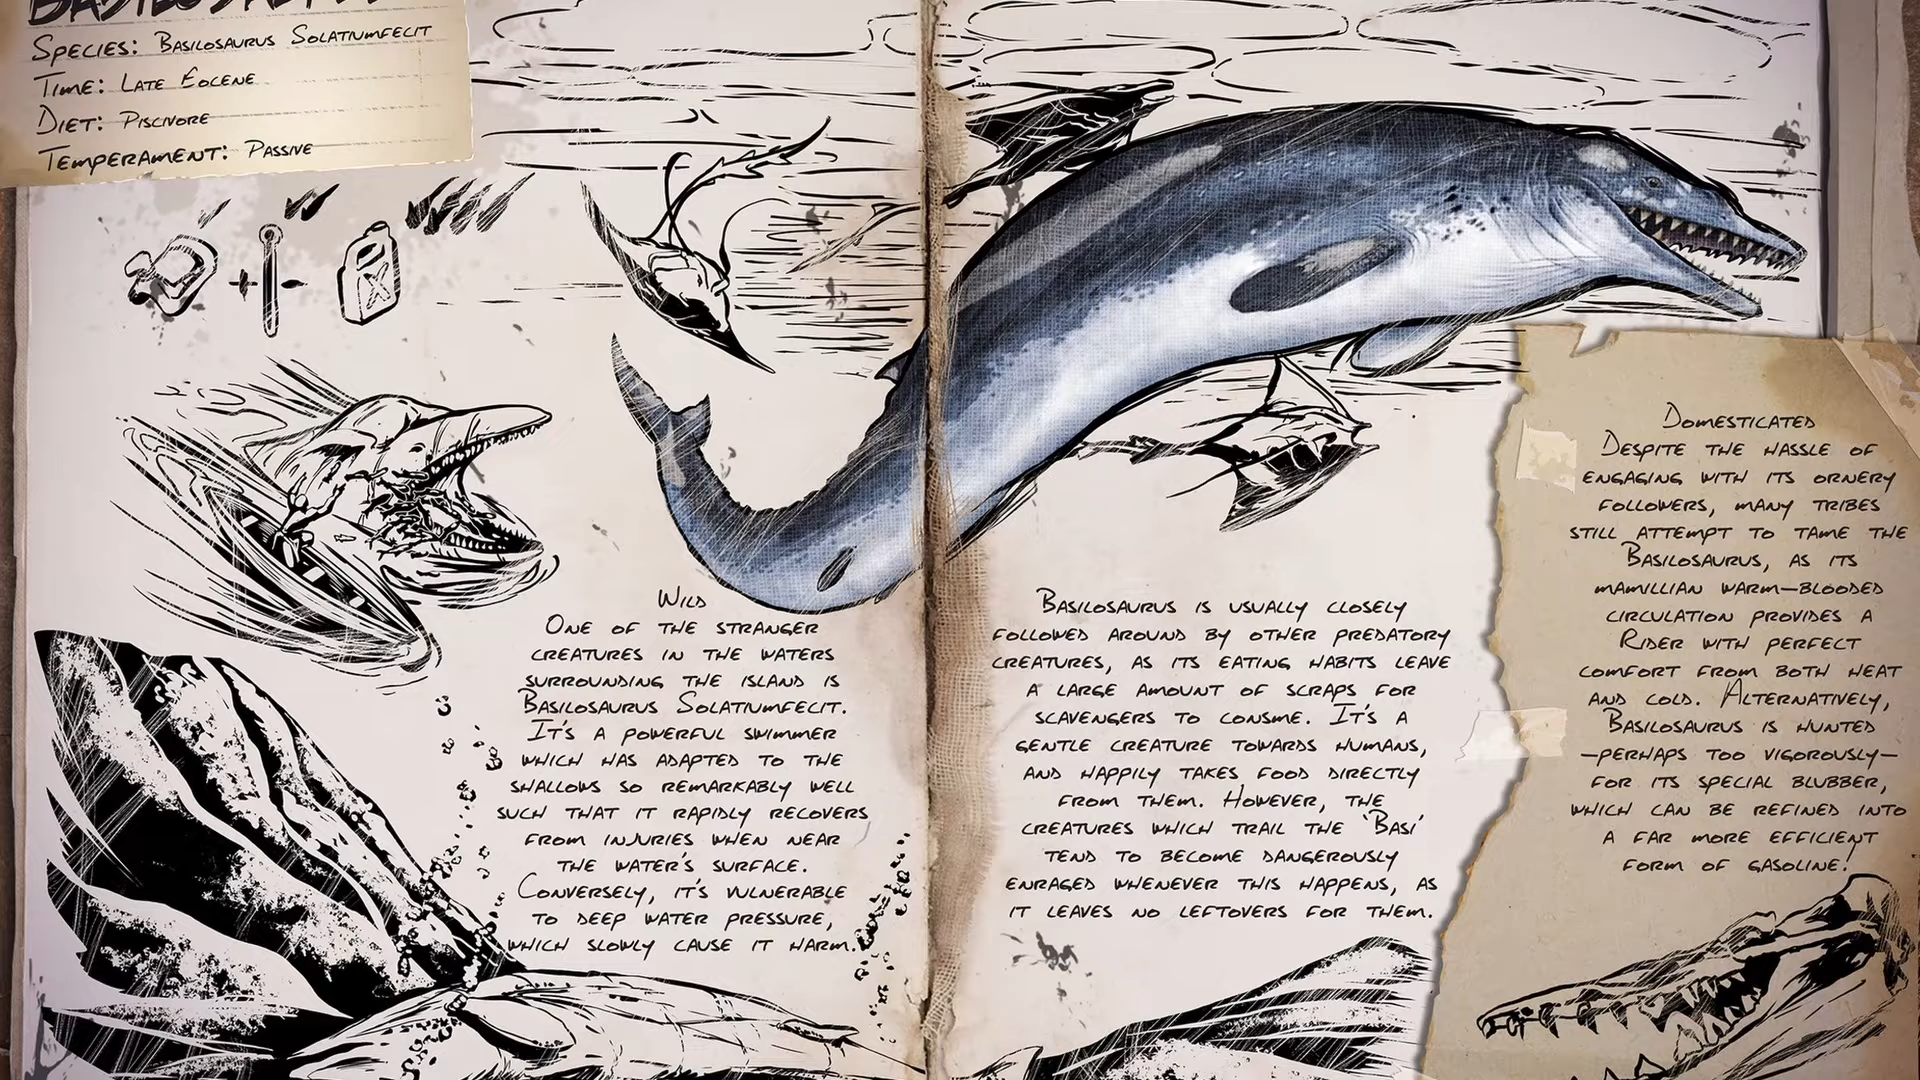 BASILOSAURUS
SPECIES: BASILOSAURUS SOLATIUMFECIT
TIME: LATE EOCENE
DIET: PISCIVORE
TEMPERAMENT: PASSIVE
WILD
ONE OF THE STRANGER
CREATURES IN THE WATERS
SURROUNDING THE ISLAND IS
BASILOSAURUS SOLATIUMFECIT.
IT'S A POWERFUL SWIMMER
WHICH HAS ADAPTED TO THE
SHALLOWS SO REMARKABLY WELL
SUCH THAT IT RAPIDLY RECOVERS
FROM INJURIES WHEN NEAR
THE WATER'S SURFACE.
CONVERSELY, IT'S VULNERABLE
TO DEEP WATER PRESSURE,
WHICH SLOWLY CAUSE IT HARM.
BASILOSAURUS IS USUALLY CLOSELY
FOLLOWED AROUND BY OTHER PREDATORY
CREATURES, AS ITS EATING HABITS LEAVE
A LARGE AMOUNT OF SCRAPS FOR
SCAVENGERS TO CONSME. IT'S A
GENTLE CREATURE TOWARDS HUMANS,
AND HAPPILY TAKES FOOD DIRECTLY
FROM THEM. HOWEVER, THE
CREATURES WHICH TRAIL THE 'BASI'
TEND TO BECOME DANGEROUSLY
ENRAGED WHENEVER THIS HAPPENS, AS
IT LEAVES NO LEFTOVERS FOR THEM.
DOMESTICATED
DESPITE THE HASSLE OF
ENGAGING WITH ITS ORNERY
FOLLOWERS, MANY TRIBES
STILL ATTEMPT TO TAME THE
BASILOSAURUS, AS ITS
MAMILLIAN WARM-BLOODED
CIRCULATION PROVIDES A
RIDER WITH PERFECT
COMFORT FROM BOTH HEAT
AND COLD. ALTERNATIVELY,
BASILOSAURUS IS HUNTED
-PERHAPS TOO VIGOROUSLY-
FOR ITS SPECIAL BLUBBER,
WHICH CAN BE REFINED INTO
A FAR MORE EFFICIENT
FORM OF GASOLINE!